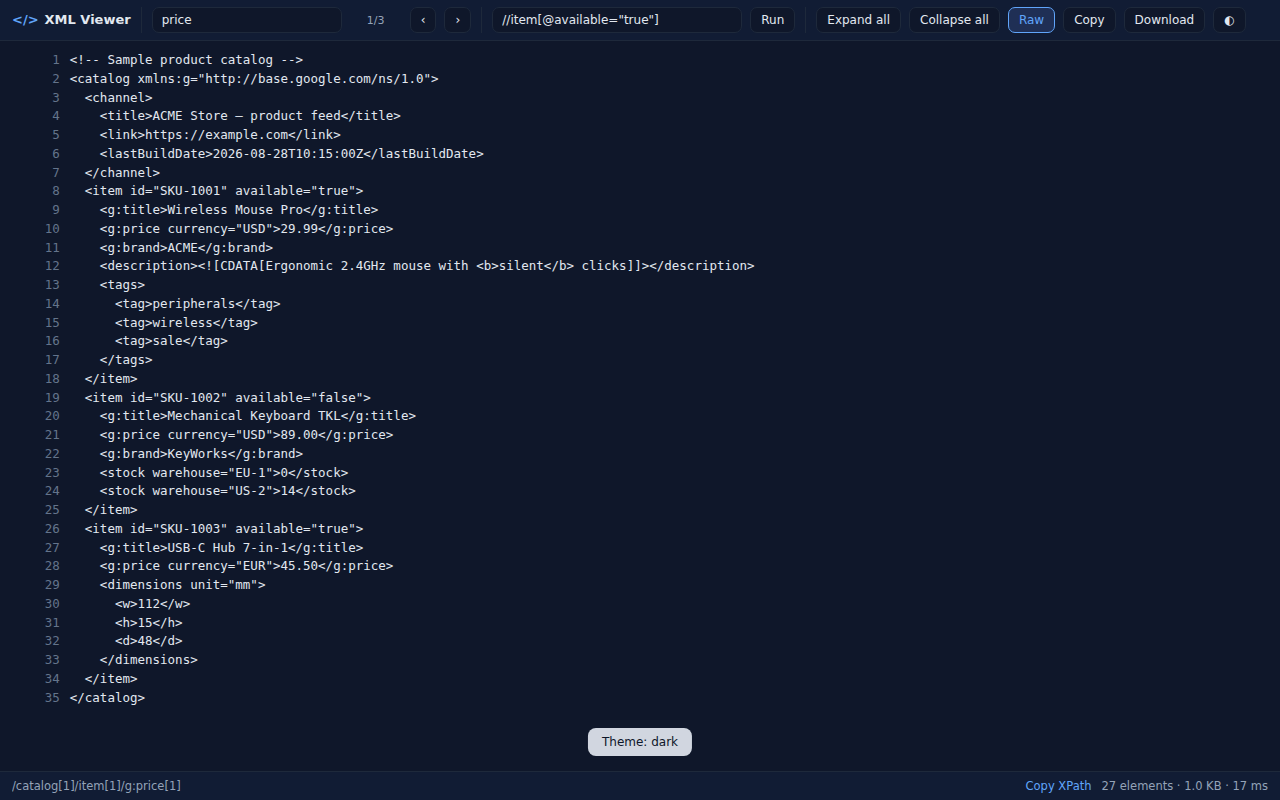 </> XML Viewer price 1/3 ‹ › //item[@available="true"] Run Expand all Collapse all Raw Copy Download ◐
1 <!-- Sample product catalog -->
2 <catalog xmlns:g="http://base.google.com/ns/1.0">
3 <channel>
4 <title>ACME Store — product feed</title>
5 <link>https://example.com</link>
6 <lastBuildDate>2026-08-28T10:15:00Z</lastBuildDate>
7 </channel>
8 <item id="SKU-1001" available="true">
9 <g:title>Wireless Mouse Pro</g:title>
10 <g:price currency="USD">29.99</g:price>
11 <g:brand>ACME</g:brand>
12 <description><![CDATA[Ergonomic 2.4GHz mouse with <b>silent</b> clicks]]></description>
13 <tags>
14 <tag>peripherals</tag>
15 <tag>wireless</tag>
16 <tag>sale</tag>
17 </tags>
18 </item>
19 <item id="SKU-1002" available="false">
20 <g:title>Mechanical Keyboard TKL</g:title>
21 <g:price currency="USD">89.00</g:price>
22 <g:brand>KeyWorks</g:brand>
23 <stock warehouse="EU-1">0</stock>
24 <stock warehouse="US-2">14</stock>
25 </item>
26 <item id="SKU-1003" available="true">
27 <g:title>USB-C Hub 7-in-1</g:title>
28 <g:price currency="EUR">45.50</g:price>
29 <dimensions unit="mm">
30 <w>112</w>
31 <h>15</h>
32 <d>48</d>
33 </dimensions>
34 </item>
35 </catalog>
Theme: dark
/catalog[1]/item[1]/g:price[1] Copy XPath 27 elements · 1.0 KB · 17 ms